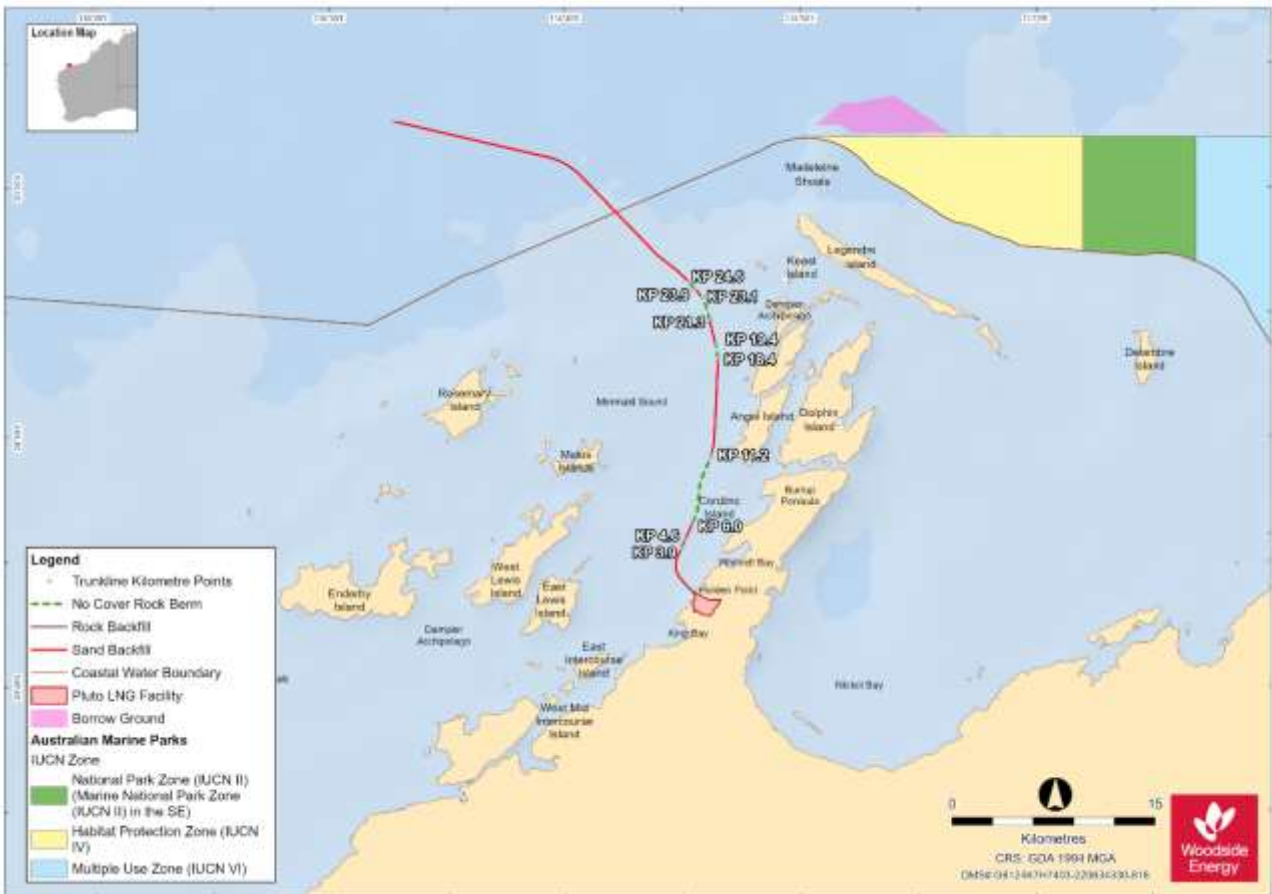 Location Map
Madeleine
Shoals
Legendre
Island
Keast
Island
KP 24.6
KP 23.9
KP 23.1
Dampier
Archipelago
KP 21.3
KP 19.4
KP 18.4
Delambre
Island
Rosemary
Island
Mermaid Sound
Angel Island
Dolphin
Island
Malus
Islands
KP 11.2
Burrup
Peninsula
Conzinc
Island
KP 6.0
KP 4.6
Withnell Bay
Holden Point
West
Lewis
Island
East
Lewis
Island
Enderby
Island
Dampier
Archipelago
King Bay
East
Intercourse
Island
Nickol Bay
West Mid
Intercourse
Island
Legend
Trunkline Kilometre Points
No Cover Rock Berm
Rock Backfill
Sand Backfill
Coastal Water Boundary
Pluto LNG Facility
Borrow Ground
Australian Marine Parks
IUCN Zone
National Park Zone (IUCN II)
(Marine National Park Zone
(IUCN II) in the SE)
Habitat Protection Zone (IUCN
IV)
Multiple Use Zone (IUCN VI)
0 15
Kilometres
CRS: GDA 1994 MGA
Woodside
Energy